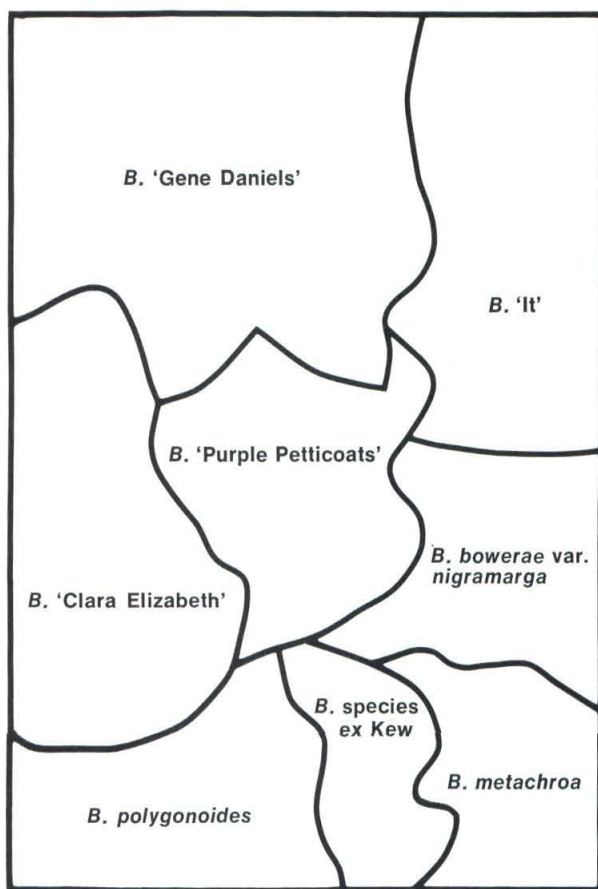 B. 'Gene Daniels'
B. 'It'
B. 'Purple Petticoats'
B. bowerae var.
nigramarga
B. 'Clara Elizabeth'
B. species
ex Kew
B. metachroa
B. polygonoides